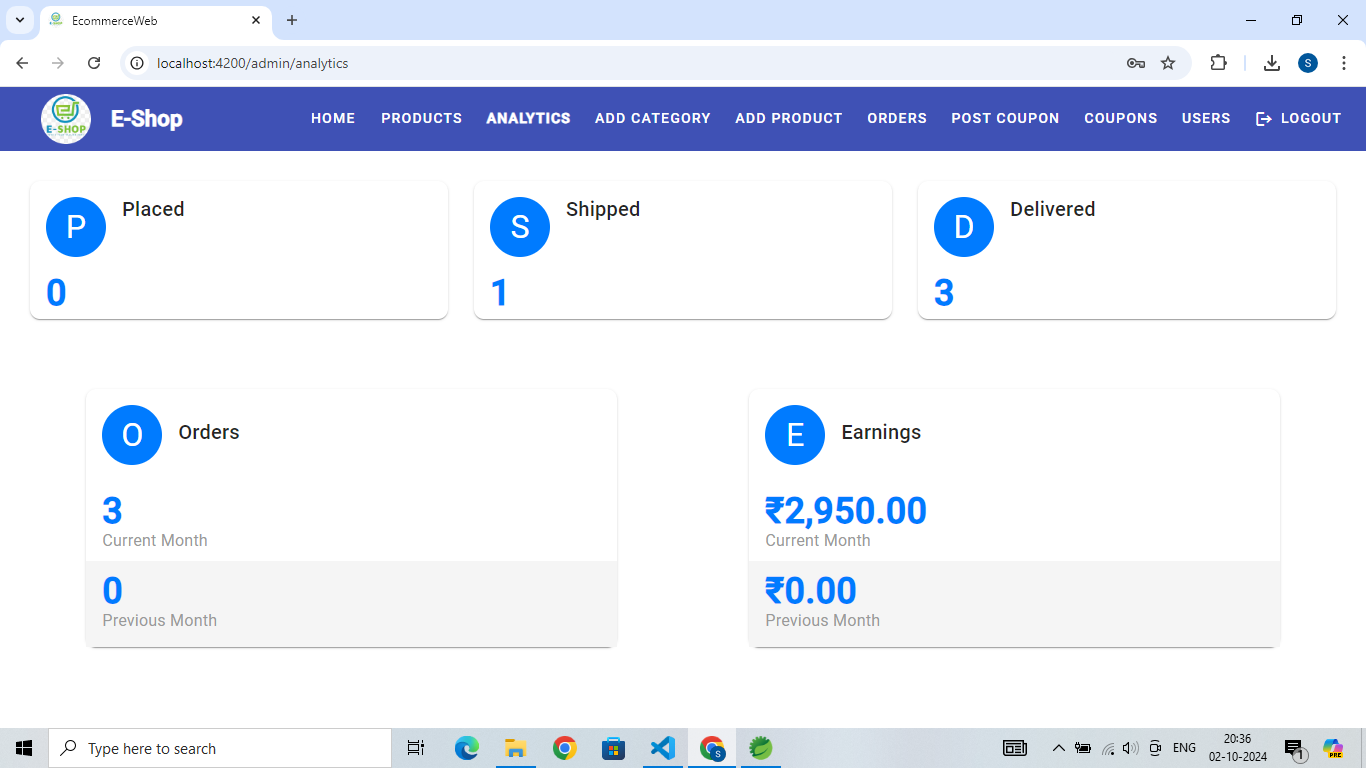 EcommerceWeb
localhost:4200/admin/analytics
S
E-SHOP
E-Shop
HOME PRODUCTS ANALYTICS ADD CATEGORY ADD PRODUCT ORDERS POST COUPON COUPONS USERS LOGOUT
P Placed
0
S Shipped
1
D Delivered
3
O Orders
3
Current Month
0
Previous Month
E Earnings
₹2,950.00
Current Month
₹0.00
Previous Month
Type here to search
S
ENG
20:36
02-10-2024
1
PRE